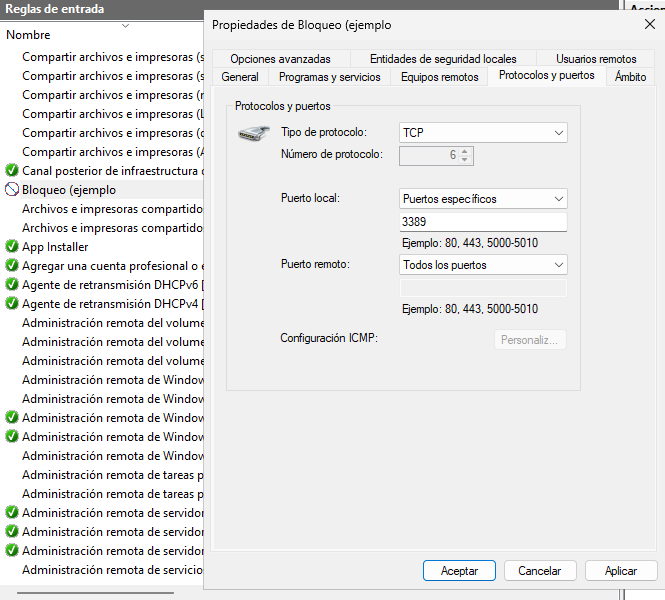 Reglas de entrada
Nombre
Compartir archivos e impresoras (s
Compartir archivos e impresoras (s
Compartir archivos e impresoras (r
Compartir archivos e impresoras (L
Compartir archivos e impresoras (c
Compartir archivos e impresoras (A
Canal posterior de infraestructura
Bloqueo (ejemplo
Archivos e impresoras compartido
Archivos e impresoras compartido
App Installer
Agregar una cuenta profesional o e
Agente de retransmisión DHCPv6 [
Agente de retransmisión DHCPv4 [
Administración remota del volume
Administración remota del volume
Administración remota del volume
Administración remota de Window
Administración remota de Window
Administración remota de Window
Administración remota de Window
Administración remota de Window
Administración remota de tareas p
Administración remota de tareas p
Administración remota de servidor
Administración remota de servidor
Administración remota de servidor
Administración remota de servicio
Propiedades de Bloqueo (ejemplo
Opciones avanzadas Entidades de seguridad locales Usuarios remotos
General Programas y servicios Equipos remotos Protocolos y puertos Ámbito
Protocolos y puertos
Tipo de protocolo: TCP
Número de protocolo: 6
Puerto local: Puertos específicos
3389
Ejemplo: 80, 443, 5000-5010
Puerto remoto: Todos los puertos
Ejemplo: 80, 443, 5000-5010
Configuración ICMP: Personaliz...
Aceptar Cancelar Aplicar